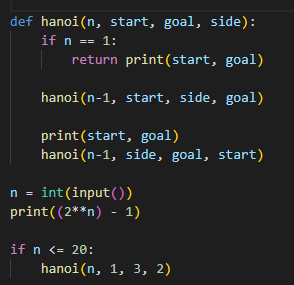 def hanoi(n, start, goal, side):
    if n == 1:
        return print(start, goal)

    hanoi(n-1, start, side, goal)

    print(start, goal)
    hanoi(n-1, side, goal, start)

n = int(input())
print((2**n) - 1)

if n <= 20:
    hanoi(n, 1, 3, 2)